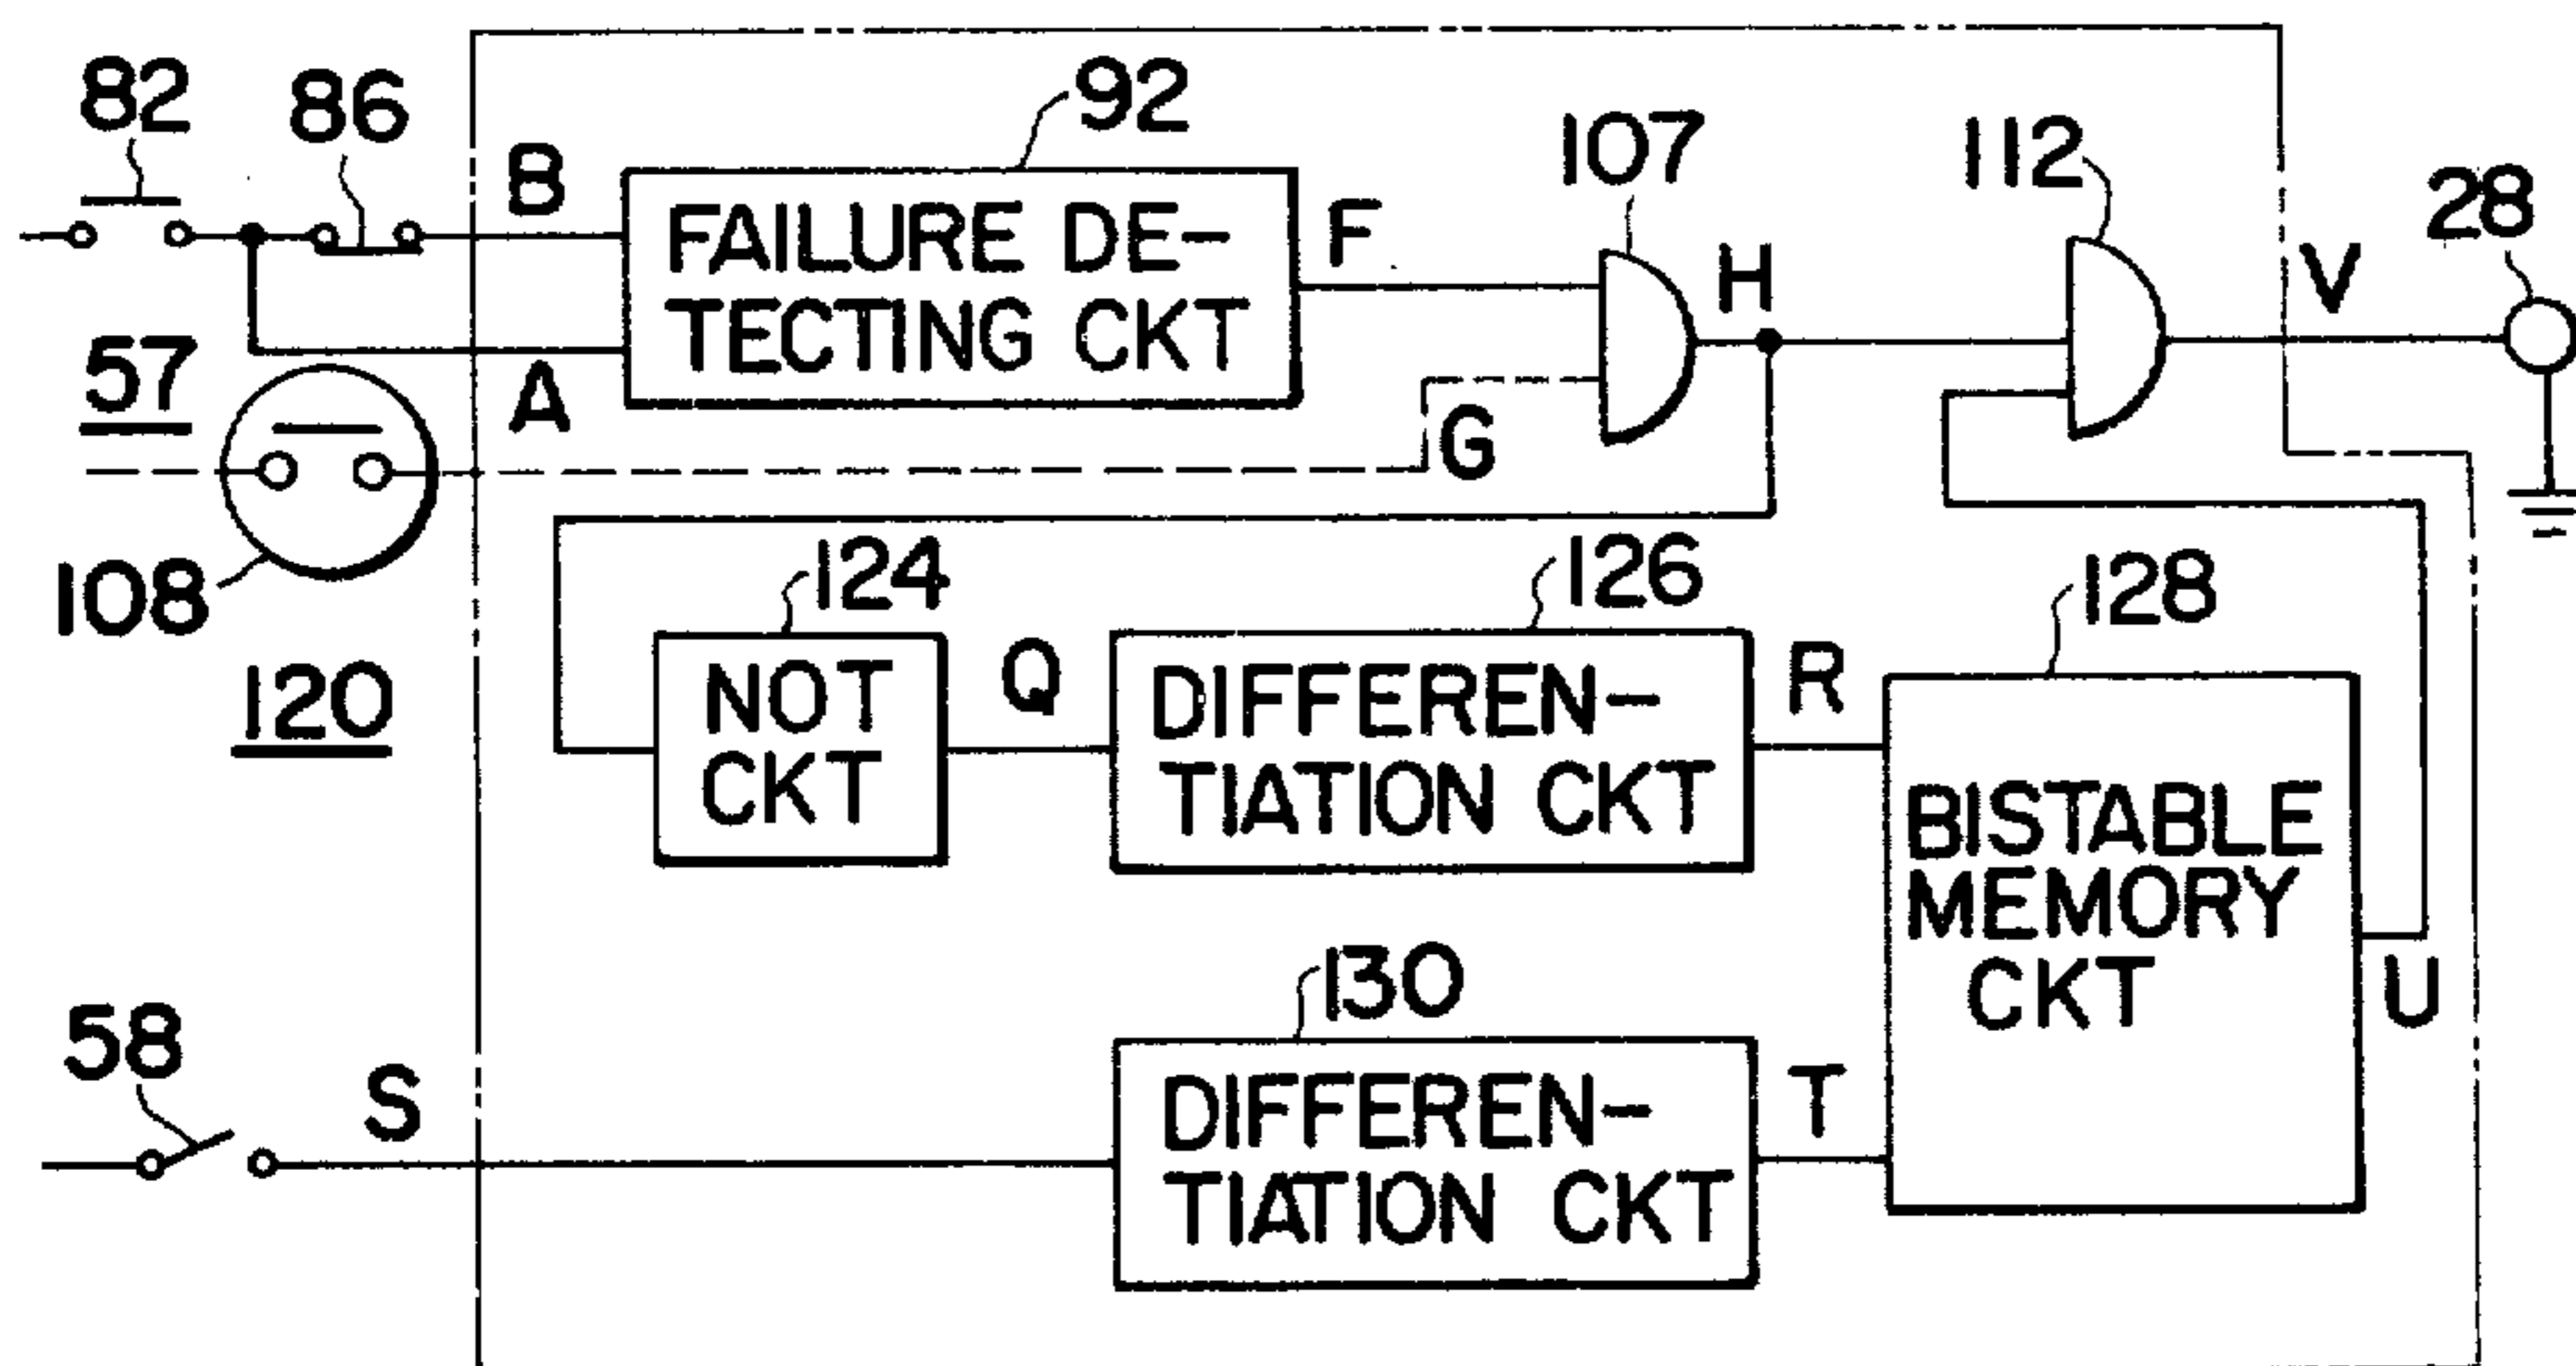 82
86
92
107
112
28
B
FAILURE DE-
TECTING CKT
F
H
V
57
A
G
108
124
126
128
120
NOT
CKT
Q
DIFFEREN-
TIATION CKT
R
BISTABLE
MEMORY
CKT
U
58
S
130
DIFFEREN-
TIATION CKT
T